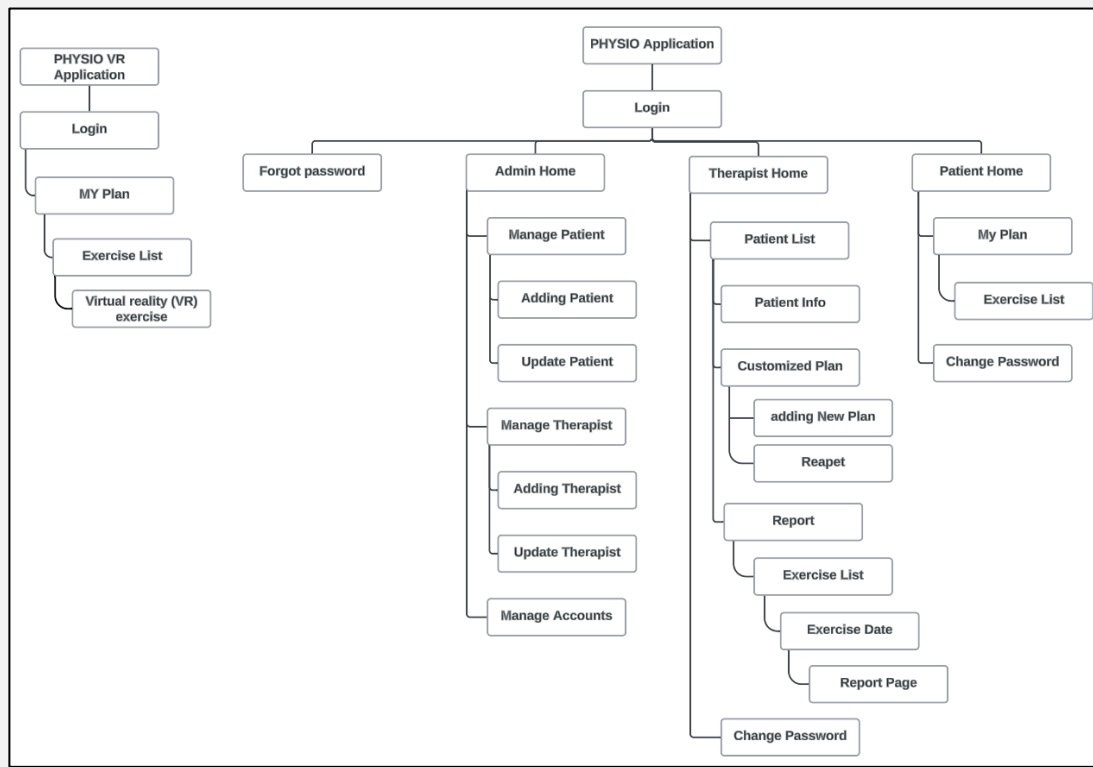 PHYSIO VR
Application
Login
MY Plan
Exercise List
Virtual reality (VR)
exercise
PHYSIO Application
Login
Forgot password
Admin Home
Manage Patient
Adding Patient
Update Patient
Manage Therapist
Adding Therapist
Update Therapist
Manage Accounts
Therapist Home
Patient List
Patient Info
Customized Plan
adding New Plan
Reapet
Report
Exercise List
Exercise Date
Report Page
Change Password
Patient Home
My Plan
Exercise List
Change Password